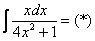 ∫ xdx / 4x² + 1 = (*)